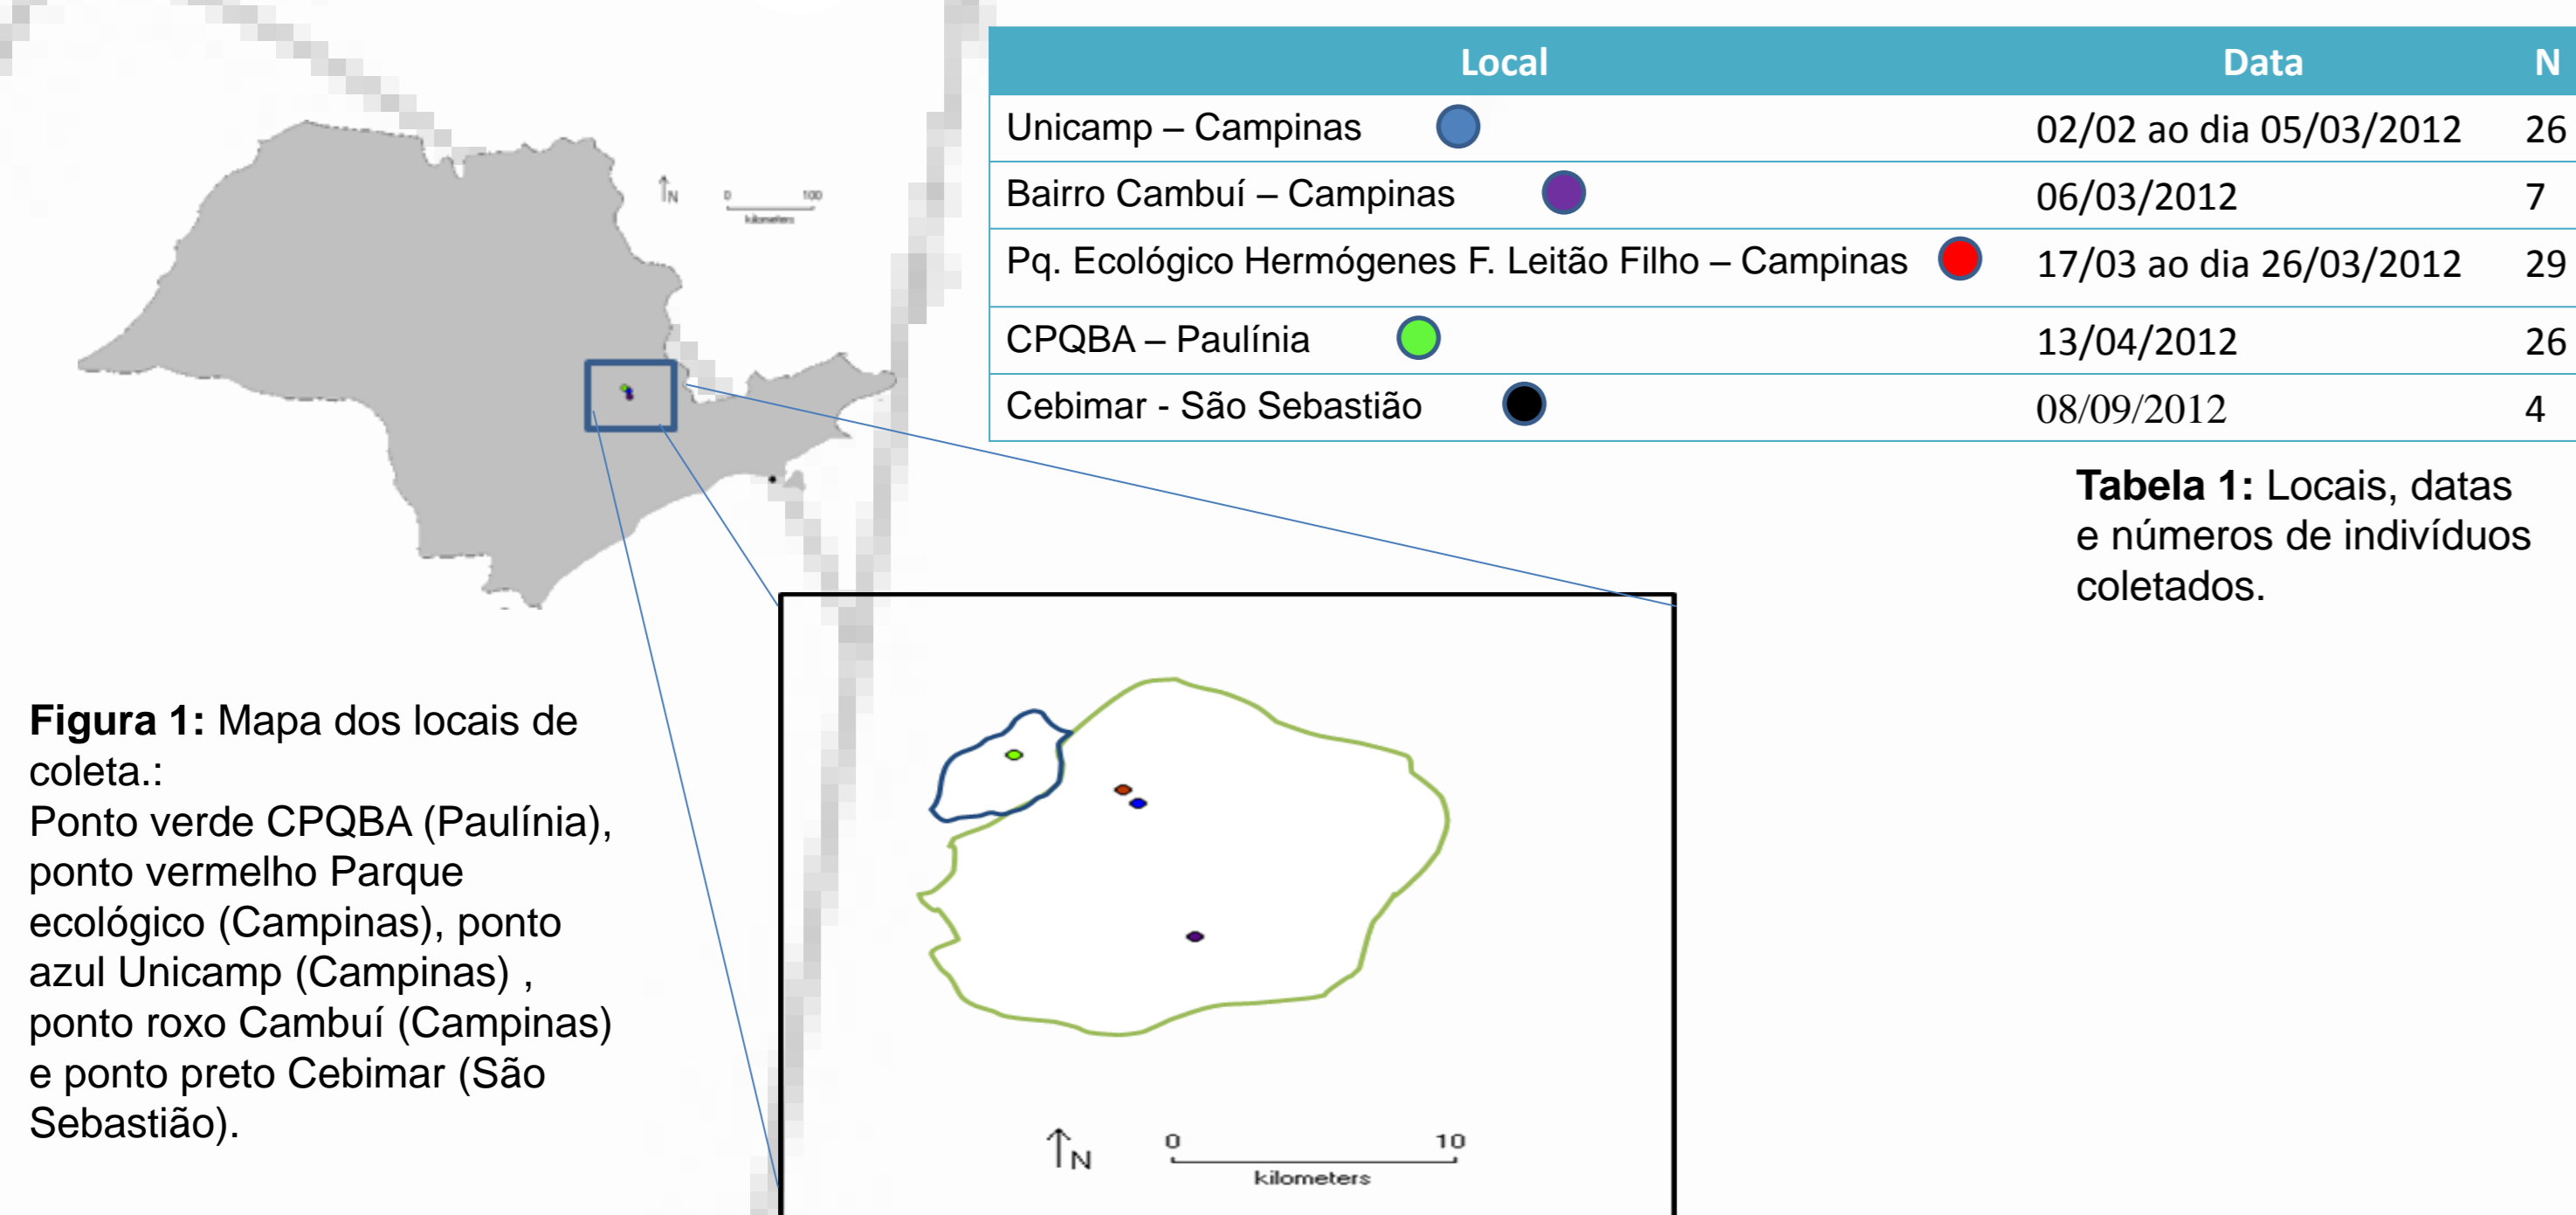 Local Data N
Unicamp – Campinas 02/02 ao dia 05/03/2012 26
Bairro Cambuí – Campinas 06/03/2012 7
Pq. Ecológico Hermógenes F. Leitão Filho – Campinas 17/03 ao dia 26/03/2012 29
CPQBA – Paulínia 13/04/2012 26
Cebimar - São Sebastião 08/09/2012 4
N
0 100
kilometers
Tabela 1: Locais, datas
e números de indivíduos
coletados.
Figura 1: Mapa dos locais de
coleta.:
Ponto verde CPQBA (Paulínia),
ponto vermelho Parque
ecológico (Campinas), ponto
azul Unicamp (Campinas) ,
ponto roxo Cambuí (Campinas)
e ponto preto Cebimar (São
Sebastião).
N
0 10
kilometers